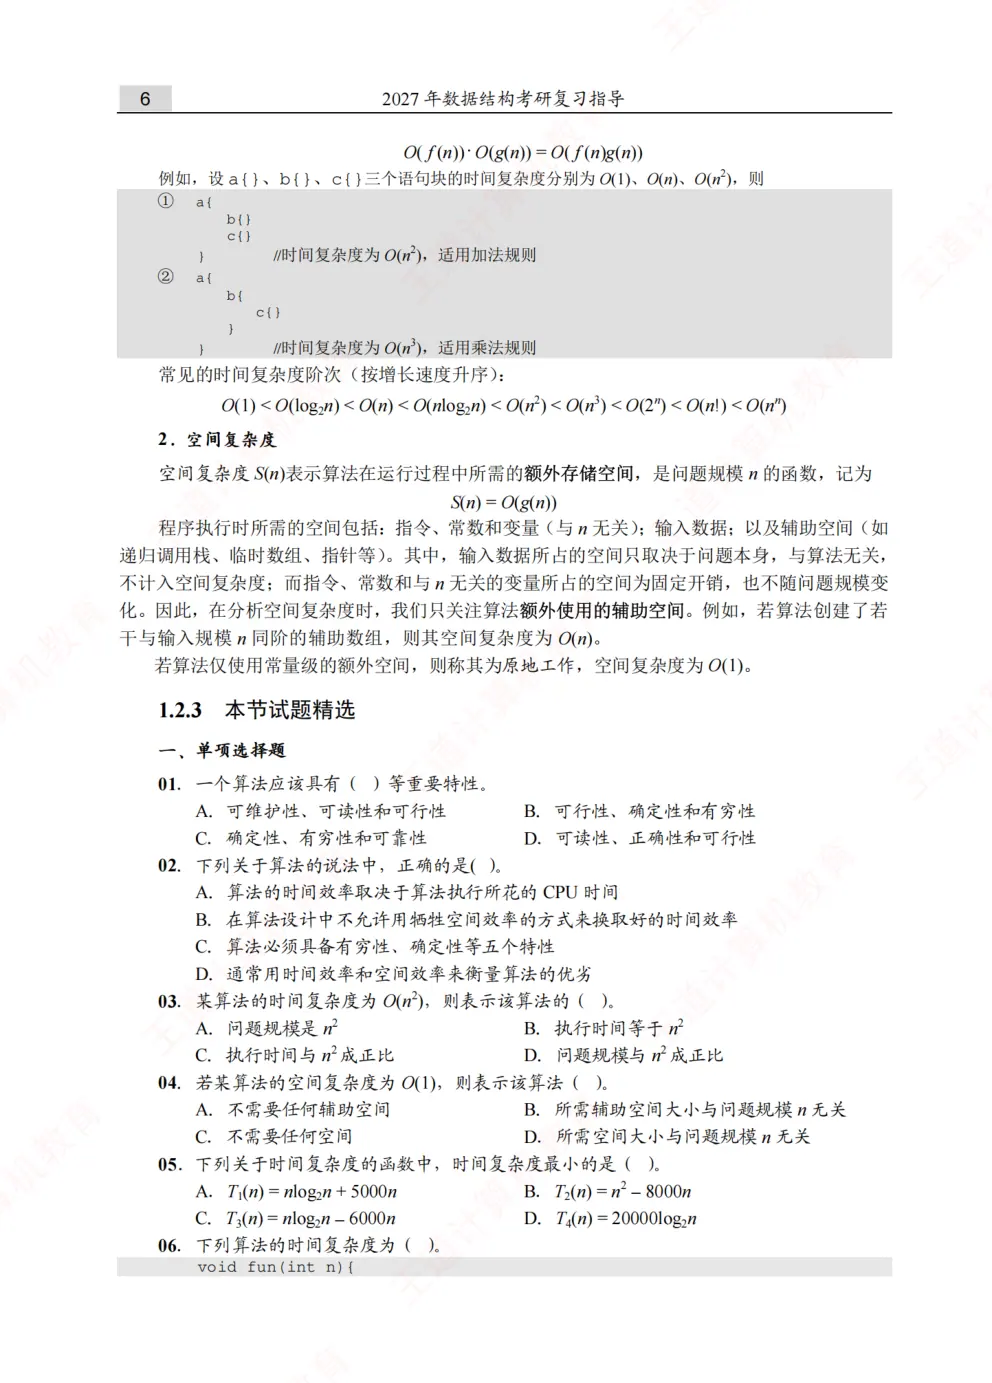 6
2027 年数据结构考研复习指导
O( f (n))· O(g(n)) = O( f (n)g(n))
例如，设 a{}、b{}、c{}三个语句块的时间复杂度分别为 O(1)、O(n)、O(n²)，则
① a{
b{}
c{}
} //时间复杂度为 O(n²)，适用加法规则
② a{
b{
c{}
}
} //时间复杂度为 O(n³)，适用乘法规则
常见的时间复杂度阶次（按增长速度升序）：
O(1) < O(log₂n) < O(n) < O(nlog₂n) < O(n²) < O(n³) < O(2ⁿ) < O(n!) < O(nⁿ)
2．空间复杂度
空间复杂度 S(n)表示算法在运行过程中所需的额外存储空间，是问题规模 n 的函数，记为
S(n) = O(g(n))
程序执行时所需的空间包括：指令、常数和变量（与 n 无关）；输入数据；以及辅助空间（如
递归调用栈、临时数组、指针等）。其中，输入数据所占的空间只取决于问题本身，与算法无关，
不计入空间复杂度；而指令、常数和与 n 无关的变量所占的空间为固定开销，也不随问题规模变
化。因此，在分析空间复杂度时，我们只关注算法额外使用的辅助空间。例如，若算法创建了若
干与输入规模 n 同阶的辅助数组，则其空间复杂度为 O(n)。
若算法仅使用常量级的额外空间，则称其为原地工作，空间复杂度为 O(1)。
1.2.3 本节试题精选
一、单项选择题
01．一个算法应该具有（ ）等重要特性。
A．可维护性、可读性和可行性 B．可行性、确定性和有穷性
C．确定性、有穷性和可靠性 D．可读性、正确性和可行性
02．下列关于算法的说法中，正确的是( )。
A．算法的时间效率取决于算法执行所花的 CPU 时间
B．在算法设计中不允许用牺牲空间效率的方式来换取好的时间效率
C．算法必须具备有穷性、确定性等五个特性
D．通常用时间效率和空间效率来衡量算法的优劣
03．某算法的时间复杂度为 O(n²)，则表示该算法的（ ）。
A．问题规模是 n² B．执行时间等于 n²
C．执行时间与 n² 成正比 D．问题规模与 n² 成正比
04．若某算法的空间复杂度为 O(1)，则表示该算法（ ）。
A．不需要任何辅助空间 B．所需辅助空间大小与问题规模 n 无关
C．不需要任何空间 D．所需空间大小与问题规模 n 无关
05．下列关于时间复杂度的函数中，时间复杂度最小的是（ ）。
A．T₁(n) = nlog₂n + 5000n B．T₂(n) = n² – 8000n
C．T₃(n) = nlog₂n – 6000n D．T₄(n) = 20000log₂n
06．下列算法的时间复杂度为（ ）。
void fun(int n){